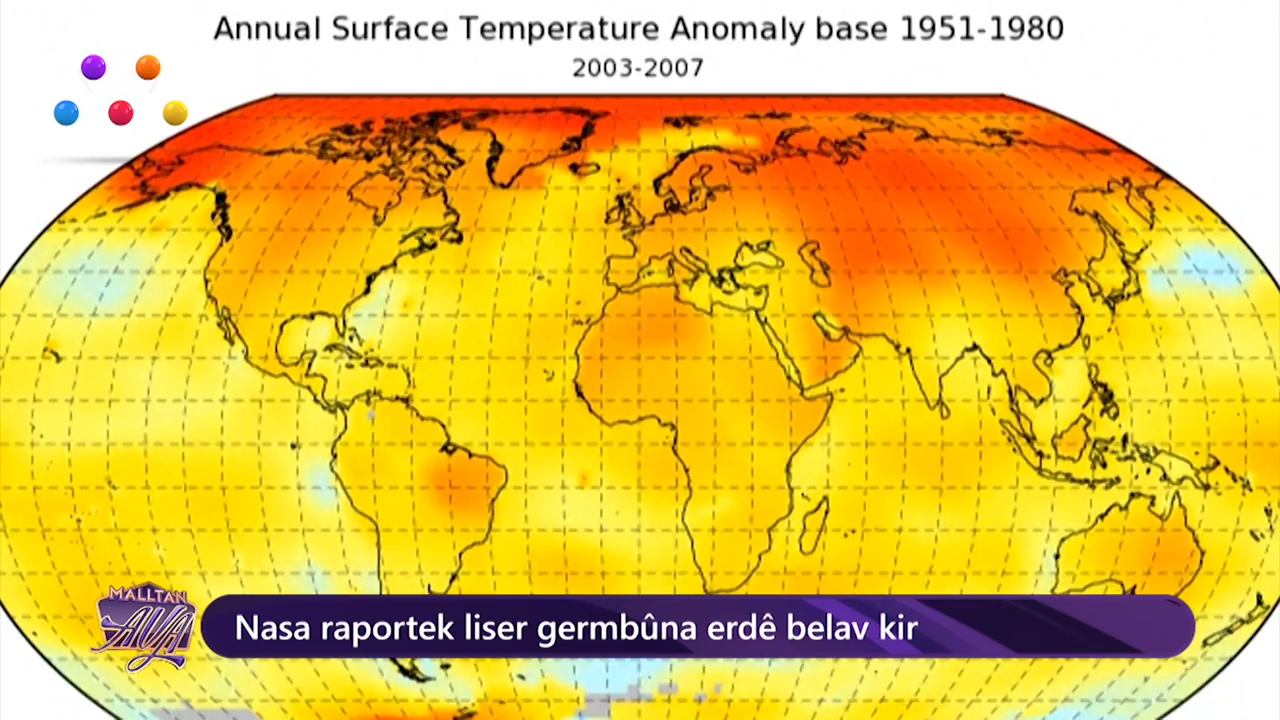 Annual Surface Temperature Anomaly base 1951-1980
2003-2007
MALLTAN
AVA
Nasa raportek liser germbûna erdê belav kir